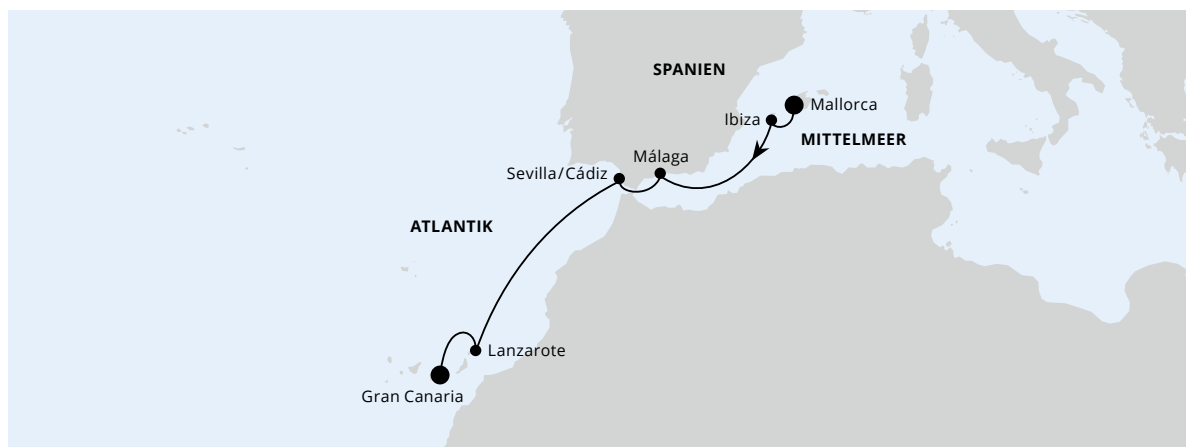 SPANIEN
Mallorca
Ibiza
MITTELMEER
Málaga
Sevilla/Cádiz
ATLANTIK
Lanzarote
Gran Canaria